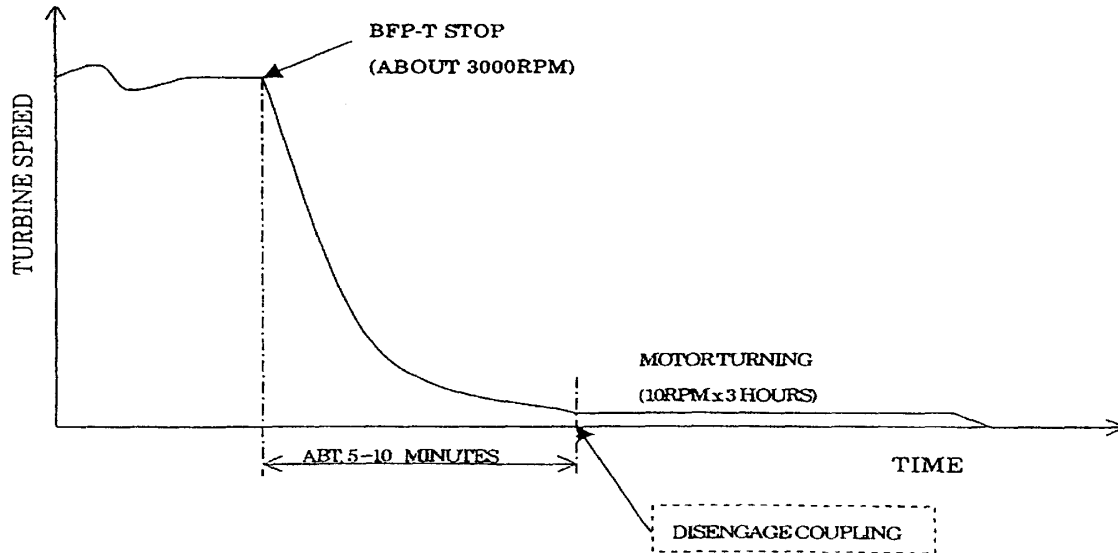 BFP-T STOP
(ABOUT 3000RPM)
TURBINE SPEED
MOTOR TURNING
(10RPM x 3 HOURS)
ABT. 5-10 MINUTES
TIME
DISENGAGE COUPLING